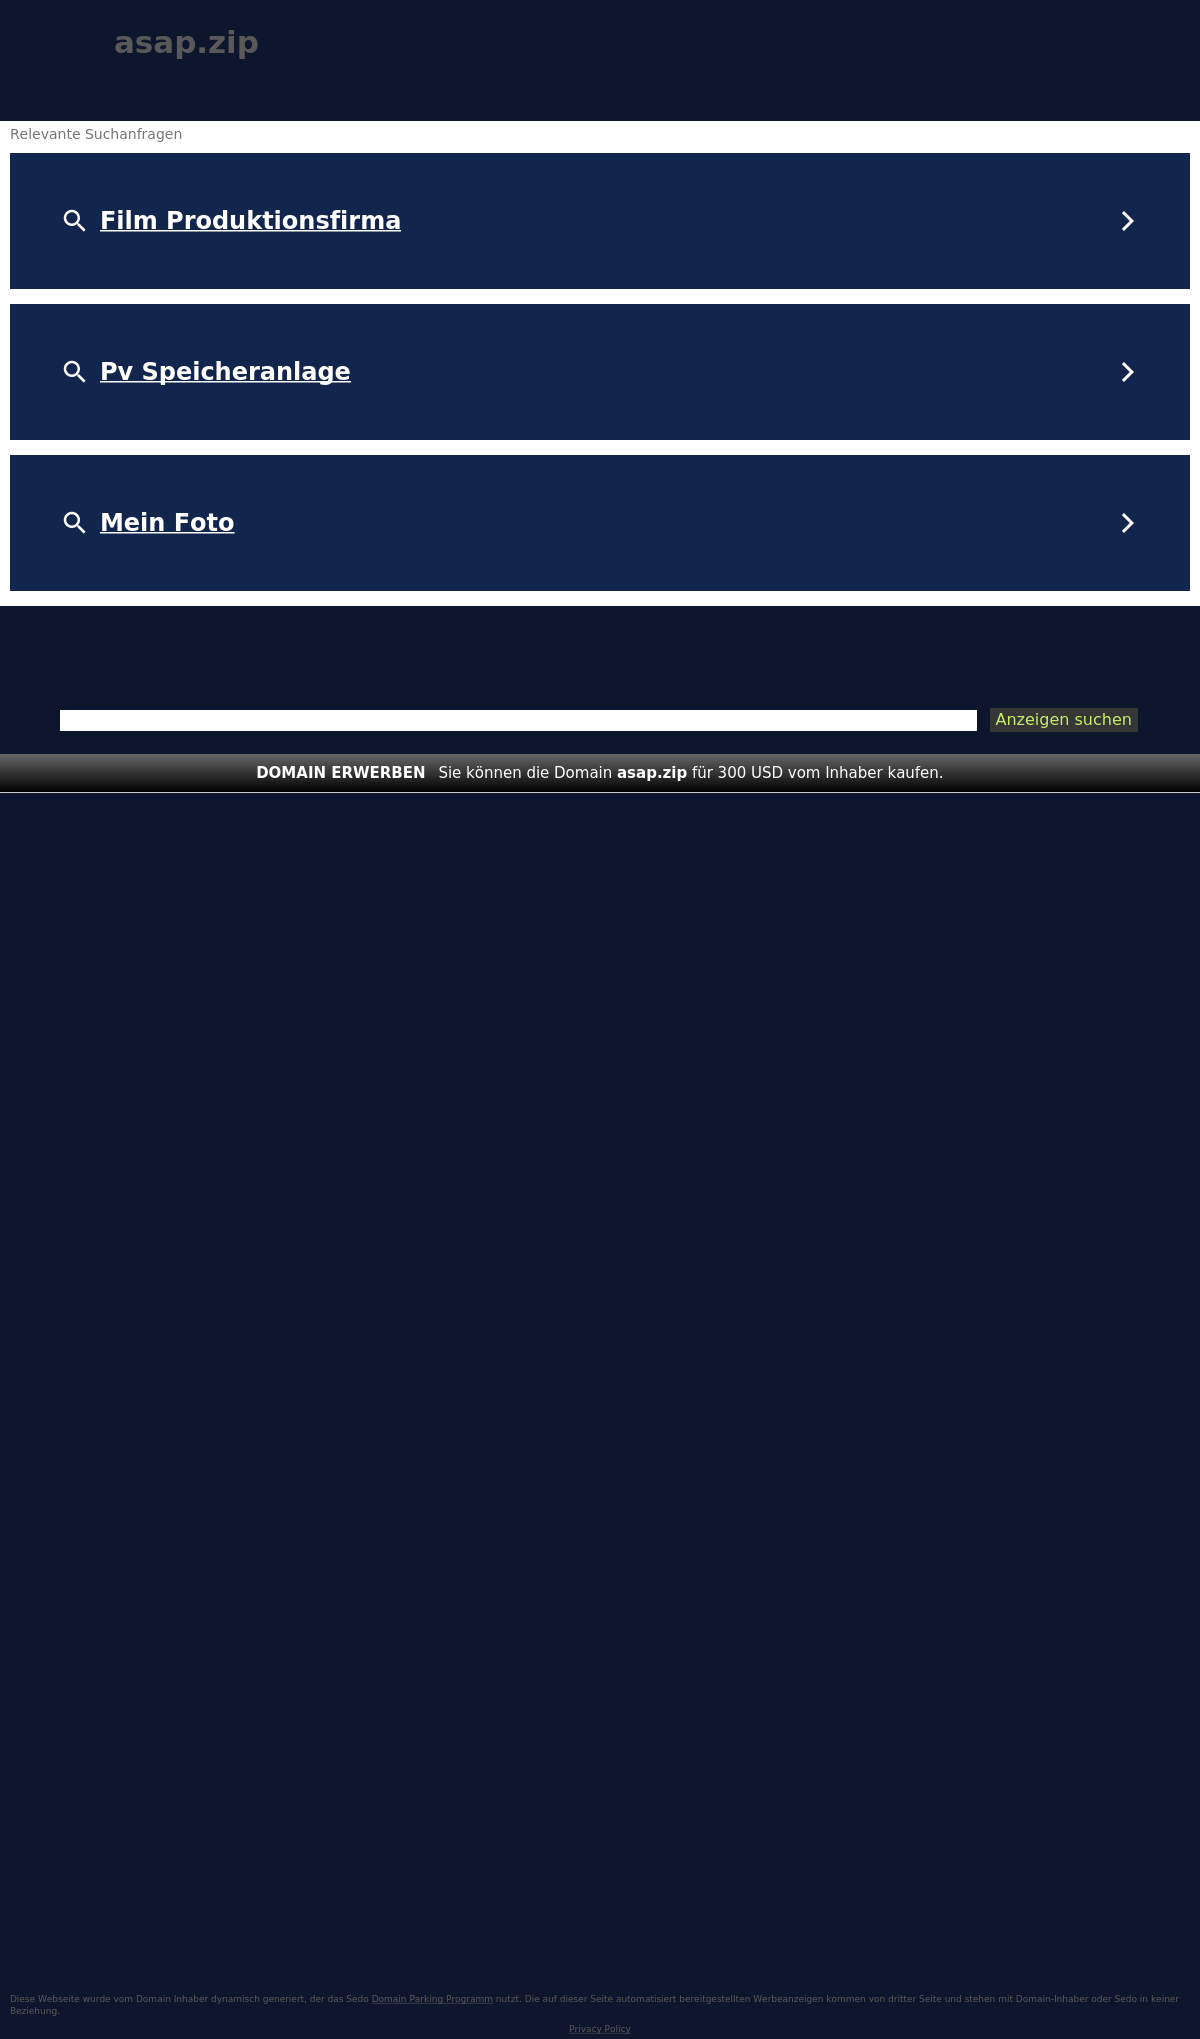 asap.zip
Relevante Suchanfragen
Film Produktionsfirma
Pv Speicheranlage
Mein Foto
Anzeigen suchen
DOMAIN ERWERBEN Sie können die Domain asap.zip für 300 USD vom Inhaber kaufen.
Diese Webseite wurde vom Domain Inhaber dynamisch generiert, der das Sedo Domain Parking Programm nutzt. Die auf dieser Seite automatisiert bereitgestellten Werbeanzeigen kommen von dritter Seite und stehen mit Domain-Inhaber oder Sedo in keiner
Beziehung.
Privacy Policy